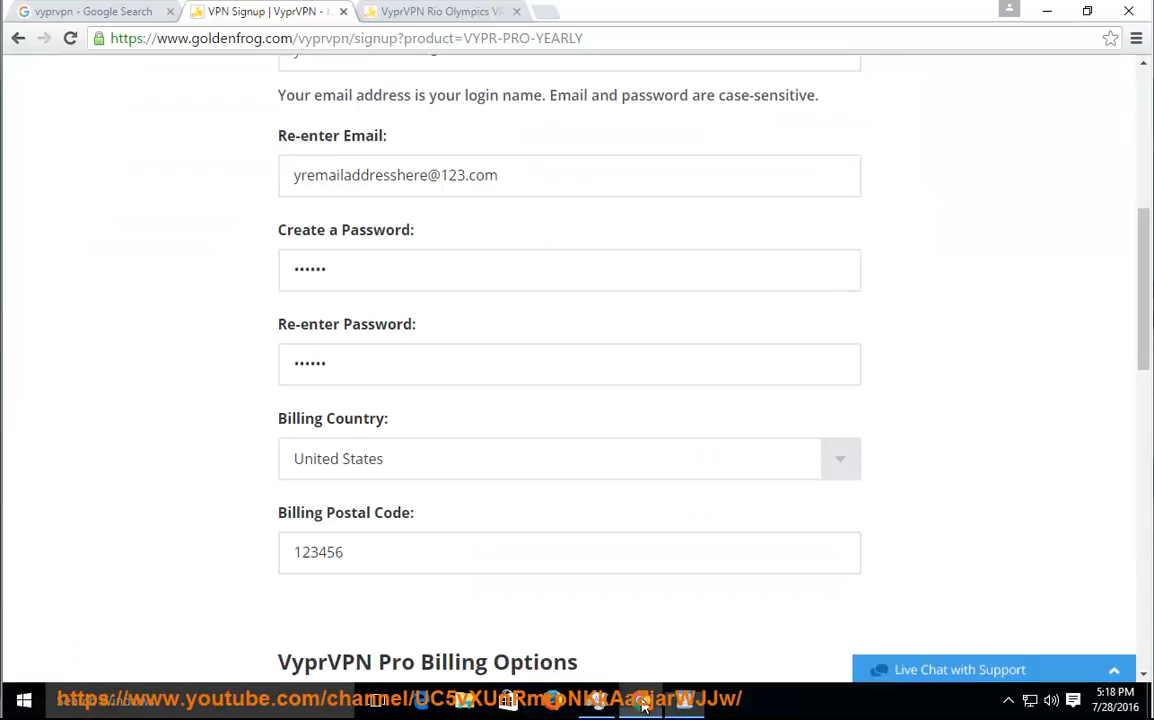 vyprvpn - Google Search
VPN Signup | VyprVPN -
VyprVPN Rio Olympics
https://www.goldenfrog.com/vyprvpn/signup?product=VYPR-PRO-YEARLY
Your email address is your login name. Email and password are case-sensitive.
Re-enter Email:
yremailaddresshere@123.com
Create a Password:
••••••
Re-enter Password:
••••••
Billing Country:
United States
Billing Postal Code:
123456
VyprVPN Pro Billing Options
Live Chat with Support
5:18 PM
7/28/2016